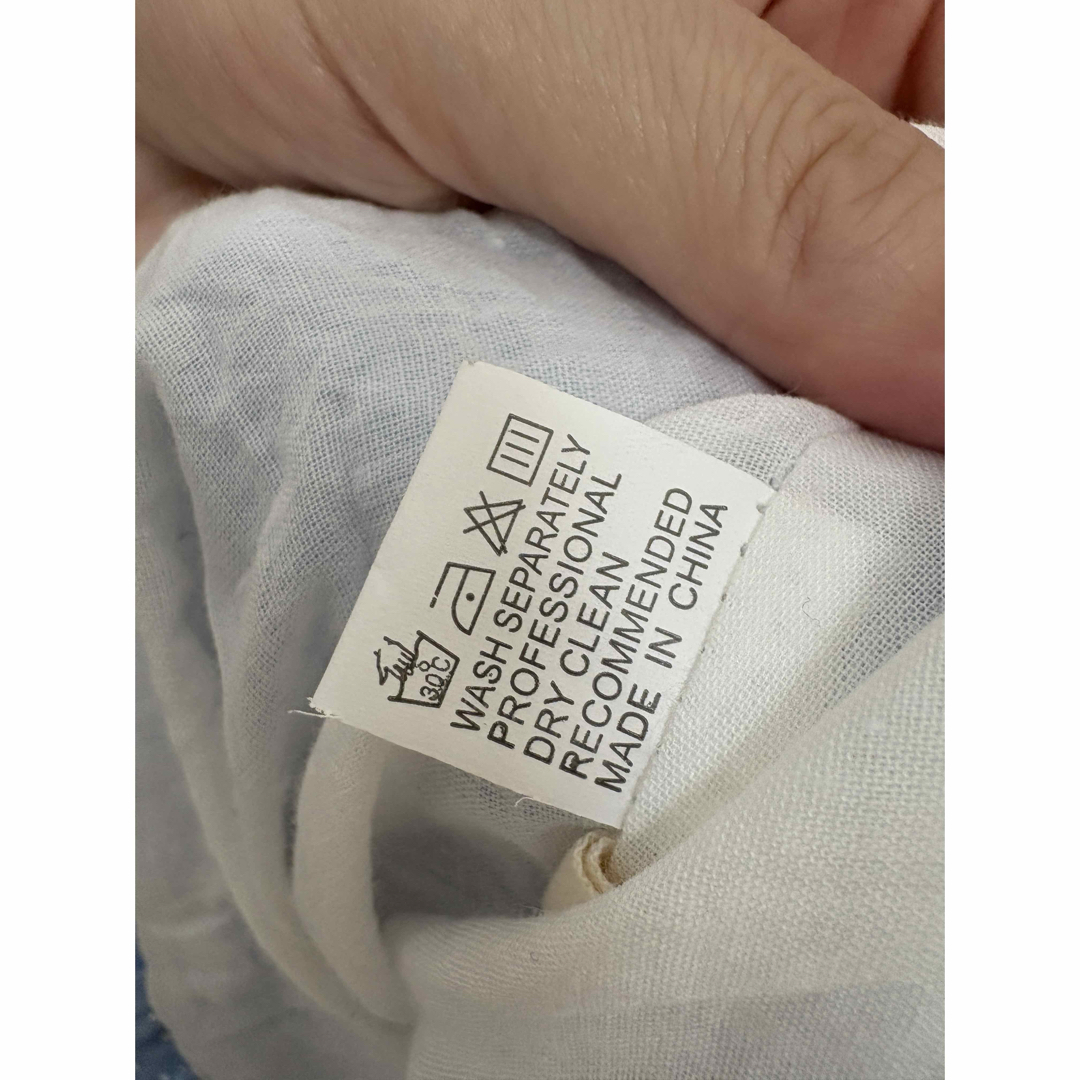 30°C
WASH SEPARATELY
PROFESSIONAL
DRY CLEAN
RECOMMENDED
MADE IN CHINA